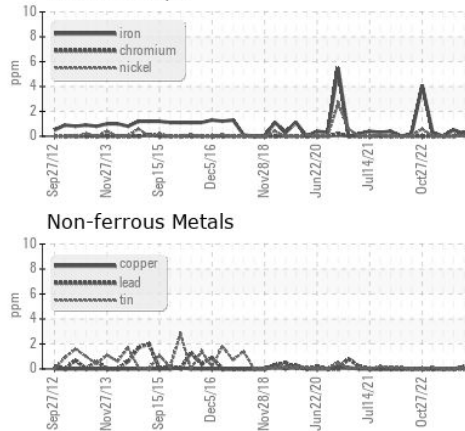 10
8
6
4
2
0
ppm
iron
chromium
nickel
Sep27/12
Nov27/13
Sep15/15
Dec5/16
Nov28/18
Jun22/20
Jul14/21
Oct27/22
Non-ferrous Metals
10
8
6
4
2
0
ppm
copper
lead
tin
Sep27/12
Nov27/13
Sep15/15
Dec5/16
Nov28/18
Jun22/20
Jul14/21
Oct27/22